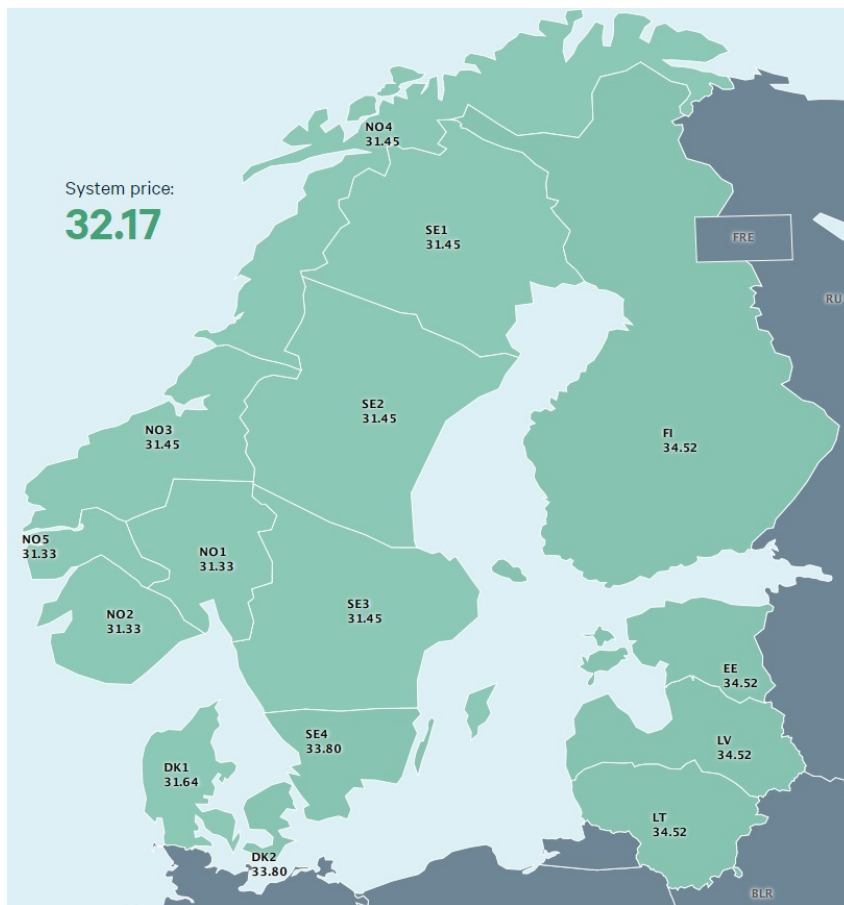 NO4
31.45
System price:
32.17
SE1
31.45
FRE
RU
SE2
31.45
NO3
31.45
FI
34.52
NO5
31.33
NO1
31.33
NO2
31.33
SE3
31.45
EE
34.52
SE4
33.80
LV
34.52
DK1
31.64
LT
34.52
DK2
33.80
BLR